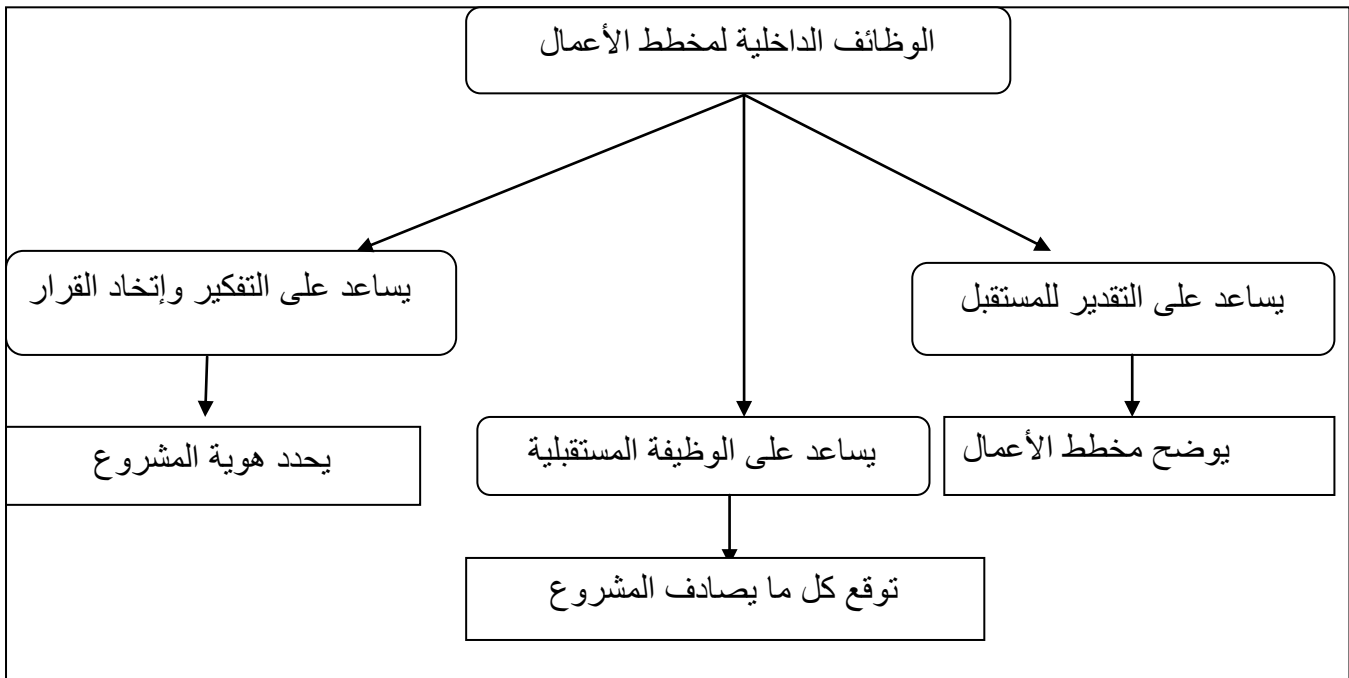 الوظائف الداخلية لمخطط الأعمال
يساعد على التقدير للمستقبل
يساعد على التفكير وإتخاد القرار
يوضح مخطط الأعمال
يساعد على الوظيفة المستقبلية
يحدد هوية المشروع
توقع كل ما يصادف المشروع